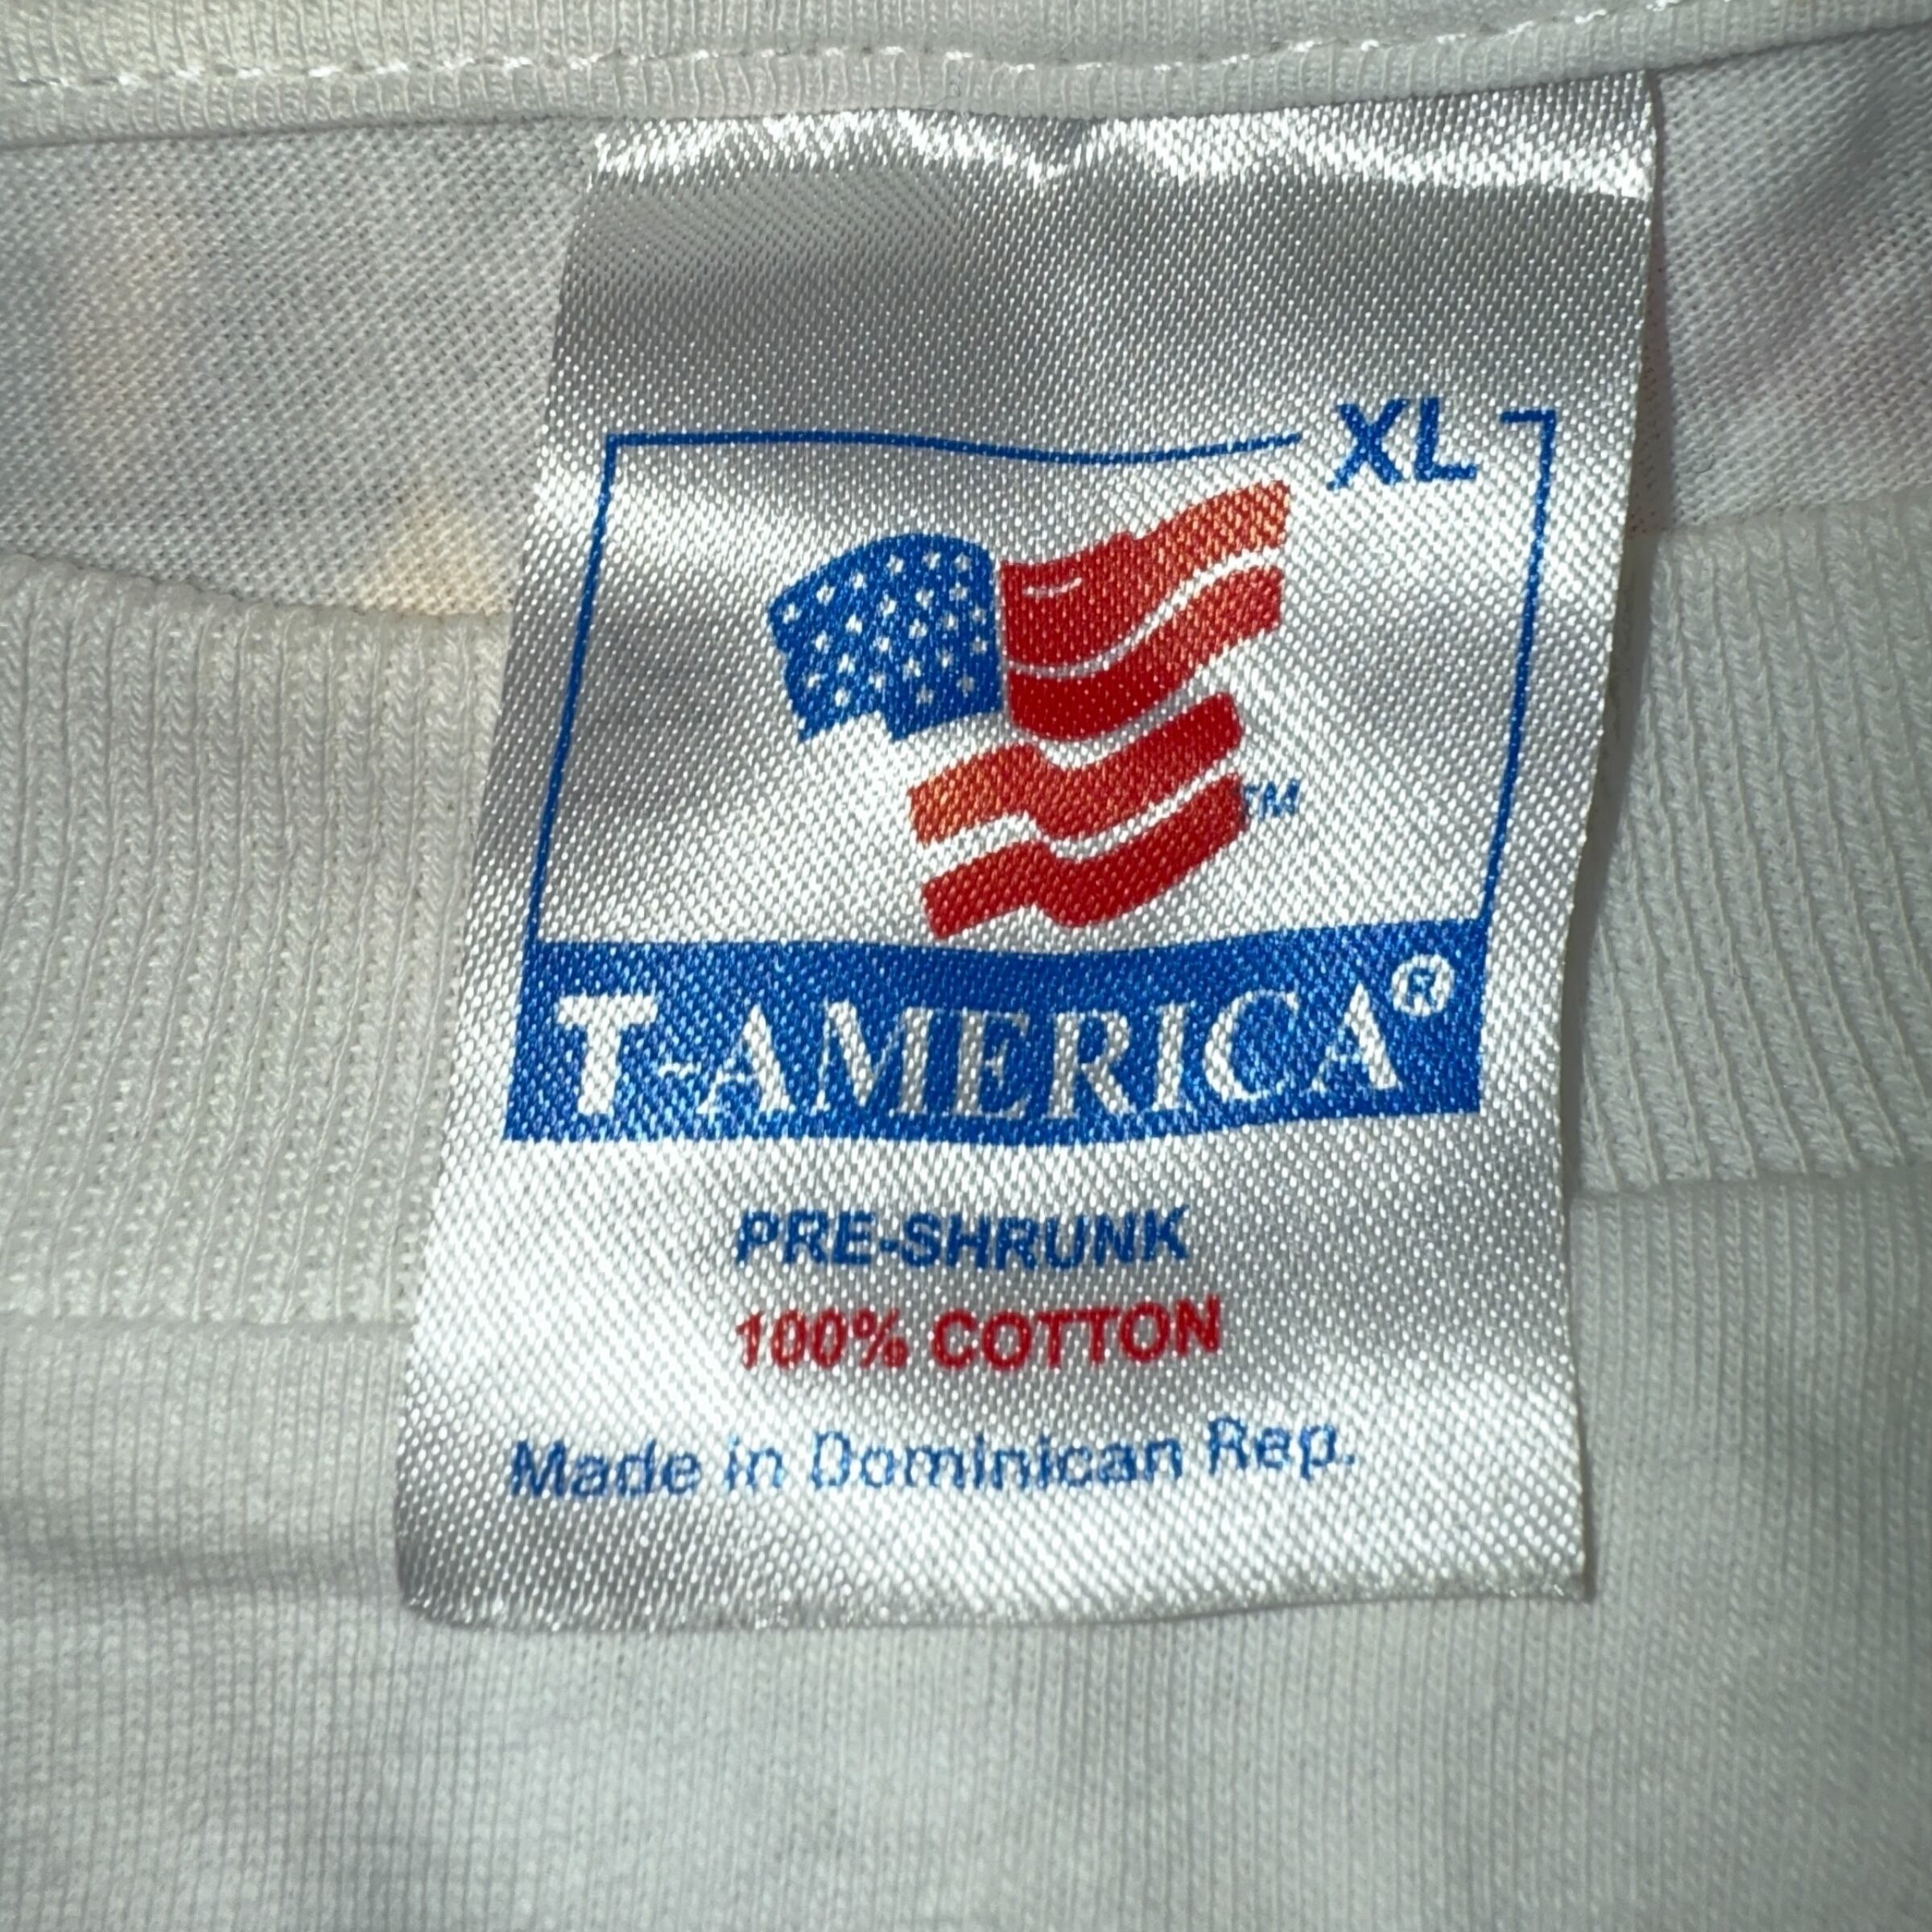 XL
TM
T-AMERICA®
PRE-SHRUNK
100% COTTON
Made in Dominican Rep.